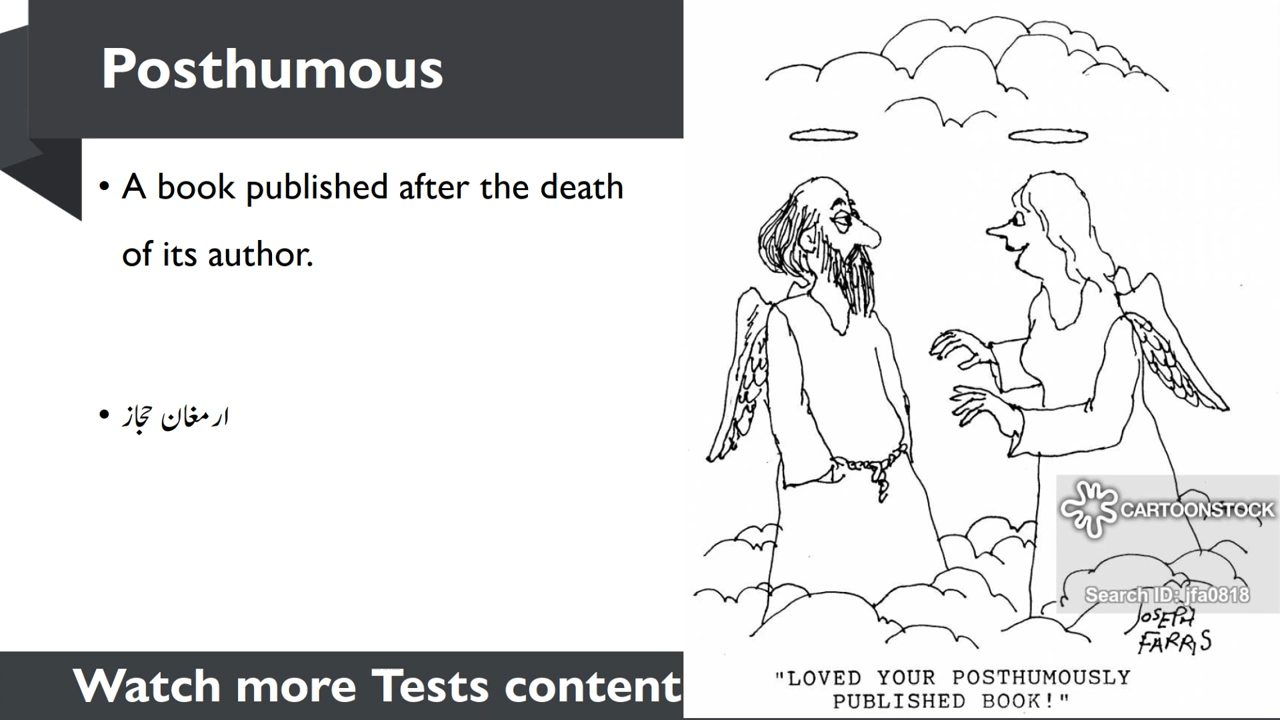 Posthumous
• A book published after the death
of its author.
• ارمغان حجاز
Watch more Tests content
CARTOONSTOCK
Search ID: jfa0818
JOSEPH
FARRIS
"LOVED YOUR POSTHUMOUSLY
PUBLISHED BOOK!"